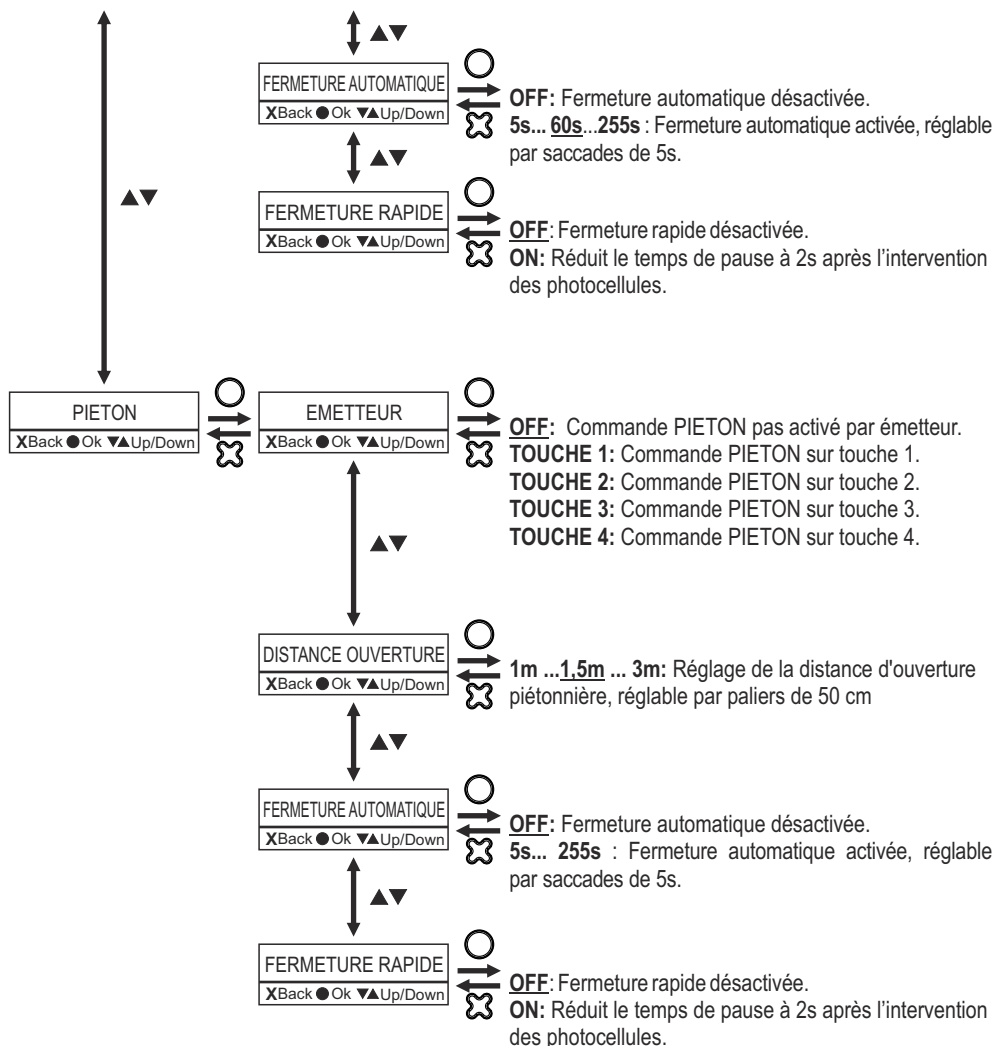 ▲▼
FERMETURE AUTOMATIQUE
XBack ● Ok ▼▲Up/Down
OFF: Fermeture automatique désactivée.
5s... 60s...255s : Fermeture automatique activée, réglable
par saccades de 5s.
▲▼
▲▼
FERMETURE RAPIDE
XBack ● Ok ▼▲Up/Down
OFF: Fermeture rapide désactivée.
ON: Réduit le temps de pause à 2s après l’intervention
des photocellules.
PIETON
XBack ● Ok ▼▲Up/Down
EMETTEUR
XBack ● Ok ▼▲Up/Down
OFF: Commande PIETON pas activé par émetteur.
TOUCHE 1: Commande PIETON sur touche 1.
TOUCHE 2: Commande PIETON sur touche 2.
TOUCHE 3: Commande PIETON sur touche 3.
TOUCHE 4: Commande PIETON sur touche 4.
▲▼
DISTANCE OUVERTURE
XBack ● Ok ▼▲Up/Down
1m ...1,5m ... 3m: Réglage de la distance d'ouverture
piétonnière, réglable par paliers de 50 cm
▲▼
FERMETURE AUTOMATIQUE
XBack ● Ok ▼▲Up/Down
OFF: Fermeture automatique désactivée.
5s... 255s : Fermeture automatique activée, réglable
par saccades de 5s.
▲▼
FERMETURE RAPIDE
XBack ● Ok ▼▲Up/Down
OFF: Fermeture rapide désactivée.
ON: Réduit le temps de pause à 2s après l’intervention
des photocellules.